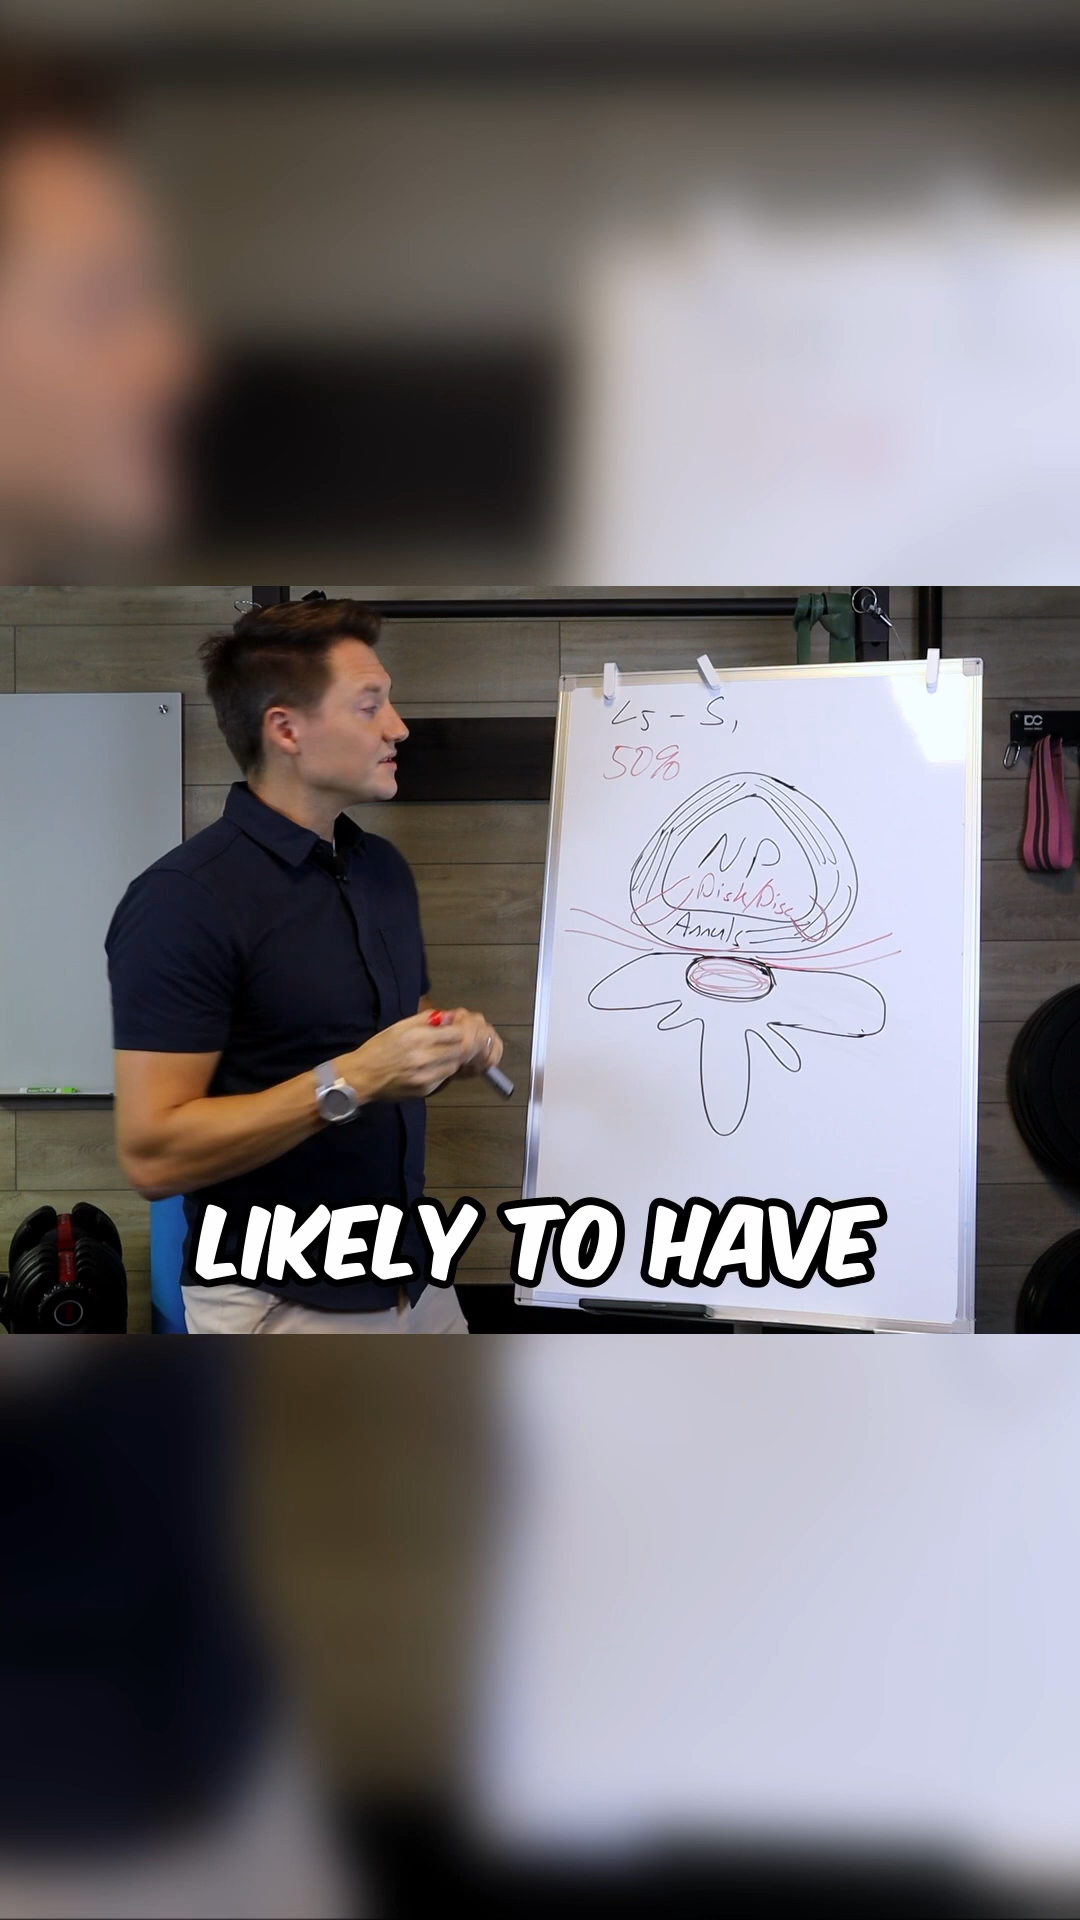 L5 - S1
50%
NP
Disk/Disc
Annuls
LIKELY TO HAVE